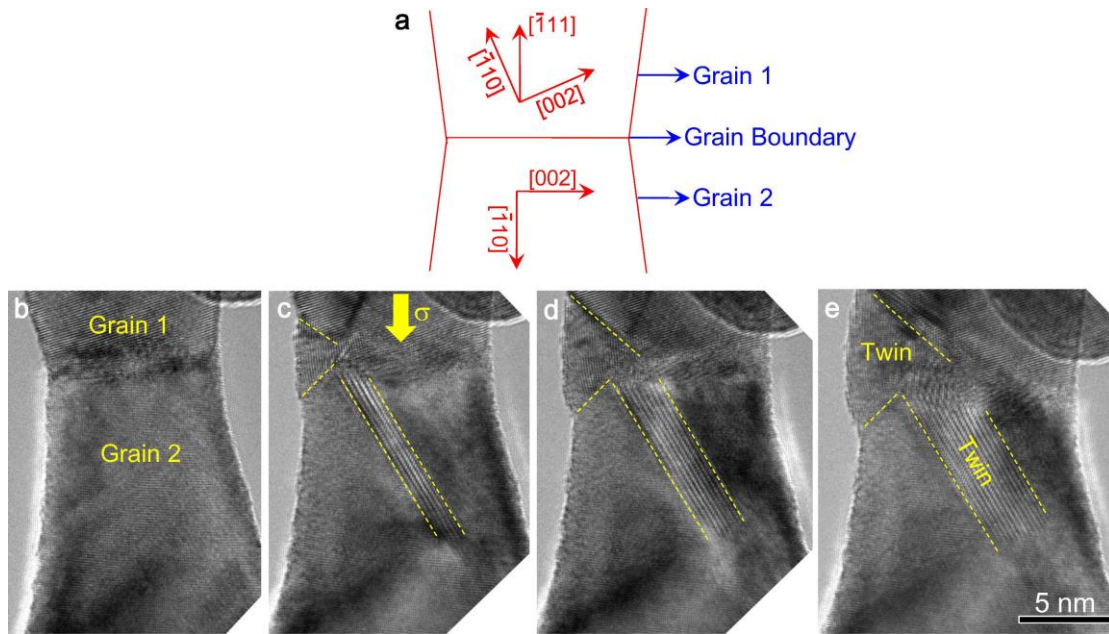 a
[1̄11]
[1̄10]
[002]
Grain 1
Grain Boundary
[002]
[1̄10]
Grain 2
b
Grain 1
Grain 2
c
σ
d
e
Twin
Twin
5 nm